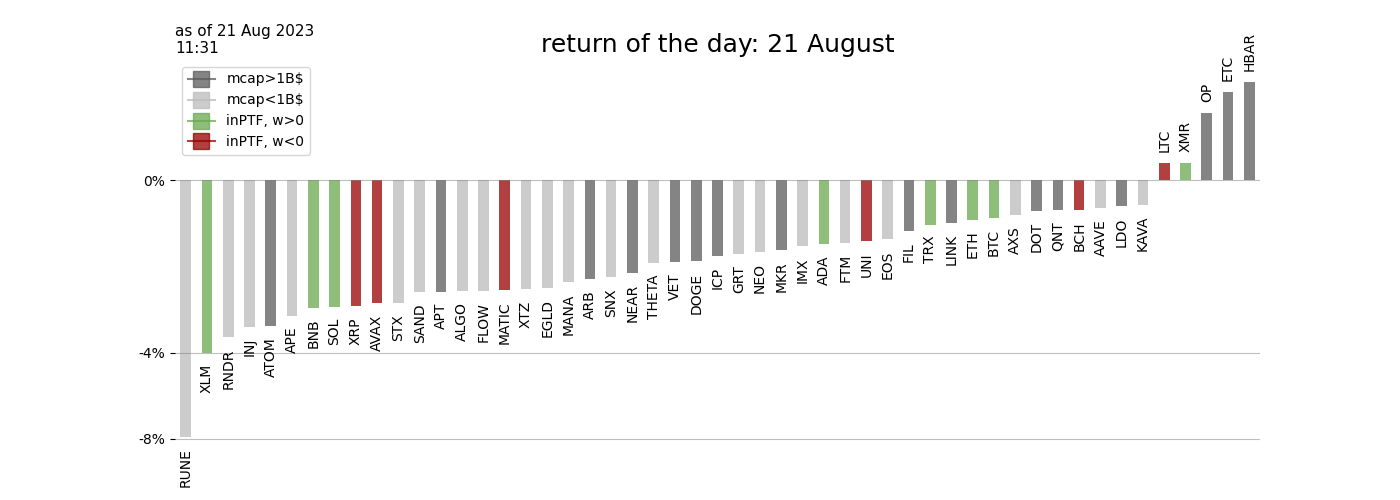 as of 21 Aug 2023
11:31
return of the day: 21 August
mcap>1B$
mcap<1B$
inPTF, w>0
inPTF, w<0
0%
-4%
-8%
RUNE
XLM
RNDR
INJ
ATOM
APE
BNB
SOL
XRP
AVAX
STX
SAND
APT
ALGO
FLOW
MATIC
XTZ
EGLD
MANA
ARB
SNX
NEAR
THETA
VET
DOGE
ICP
GRT
NEO
MKR
IMX
ADA
FTM
UNI
EOS
FIL
TRX
LINK
ETH
BTC
AXS
DOT
QNT
BCH
AAVE
LDO
KAVA
LTC
XMR
OP
ETC
HBAR